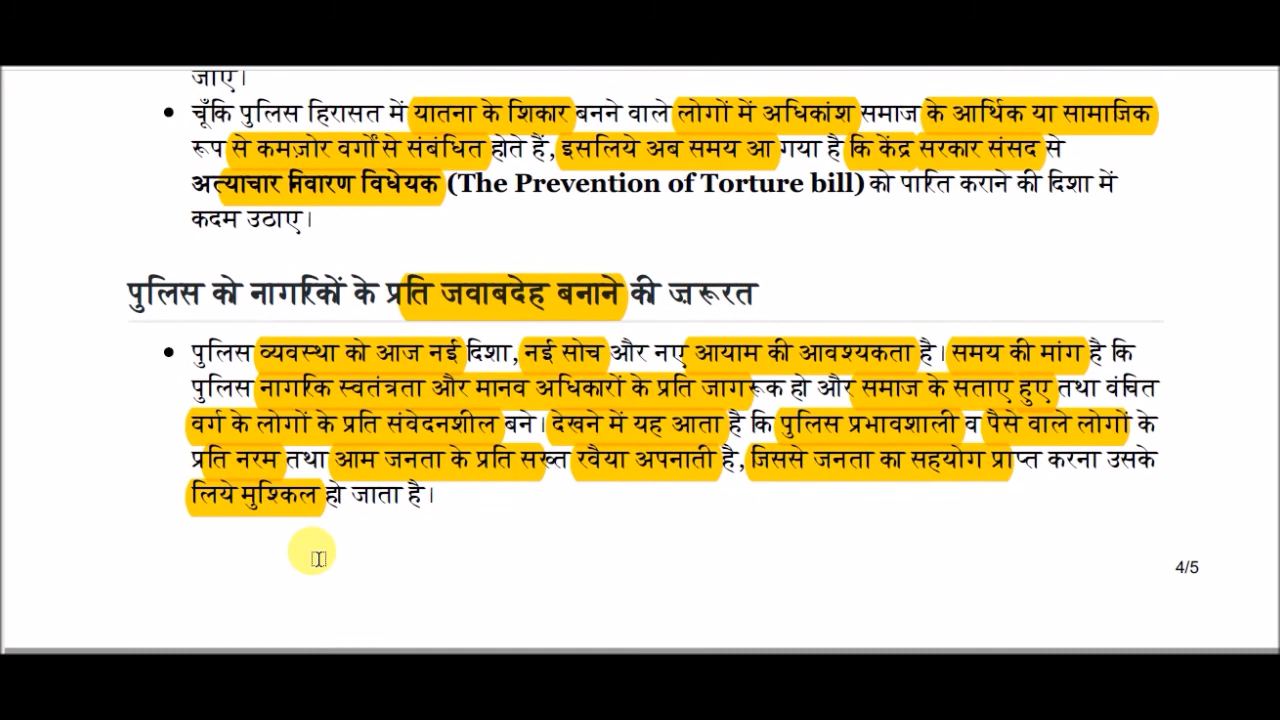 जाए।
• चूँकि पुलिस हिरासत में यातना के शिकार बनने वाले लोगों में अधिकांश समाज के आर्थिक या सामाजिक
रूप से कमज़ोर वर्गों से संबंधित होते हैं, इसलिये अब समय आ गया है कि केंद्र सरकार संसद से
अत्याचार निवारण विधेयक (The Prevention of Torture bill) को पारित कराने की दिशा में
कदम उठाए।
पुलिस को नागरिकों के प्रति जवाबदेह बनाने की ज़रूरत
• पुलिस व्यवस्था को आज नई दिशा, नई सोच और नए आयाम की आवश्यकता है। समय की मांग है कि
पुलिस नागरिक स्वतंत्रता और मानव अधिकारों के प्रति जागरूक हो और समाज के सताए हुए तथा वंचित
वर्ग के लोगों के प्रति संवेदनशील बने। देखने में यह आता है कि पुलिस प्रभावशाली व पैसे वाले लोगों के
प्रति नरम तथा आम जनता के प्रति सख्त रवैया अपनाती है, जिससे जनता का सहयोग प्राप्त करना उसके
लिये मुश्किल हो जाता है।
4/5